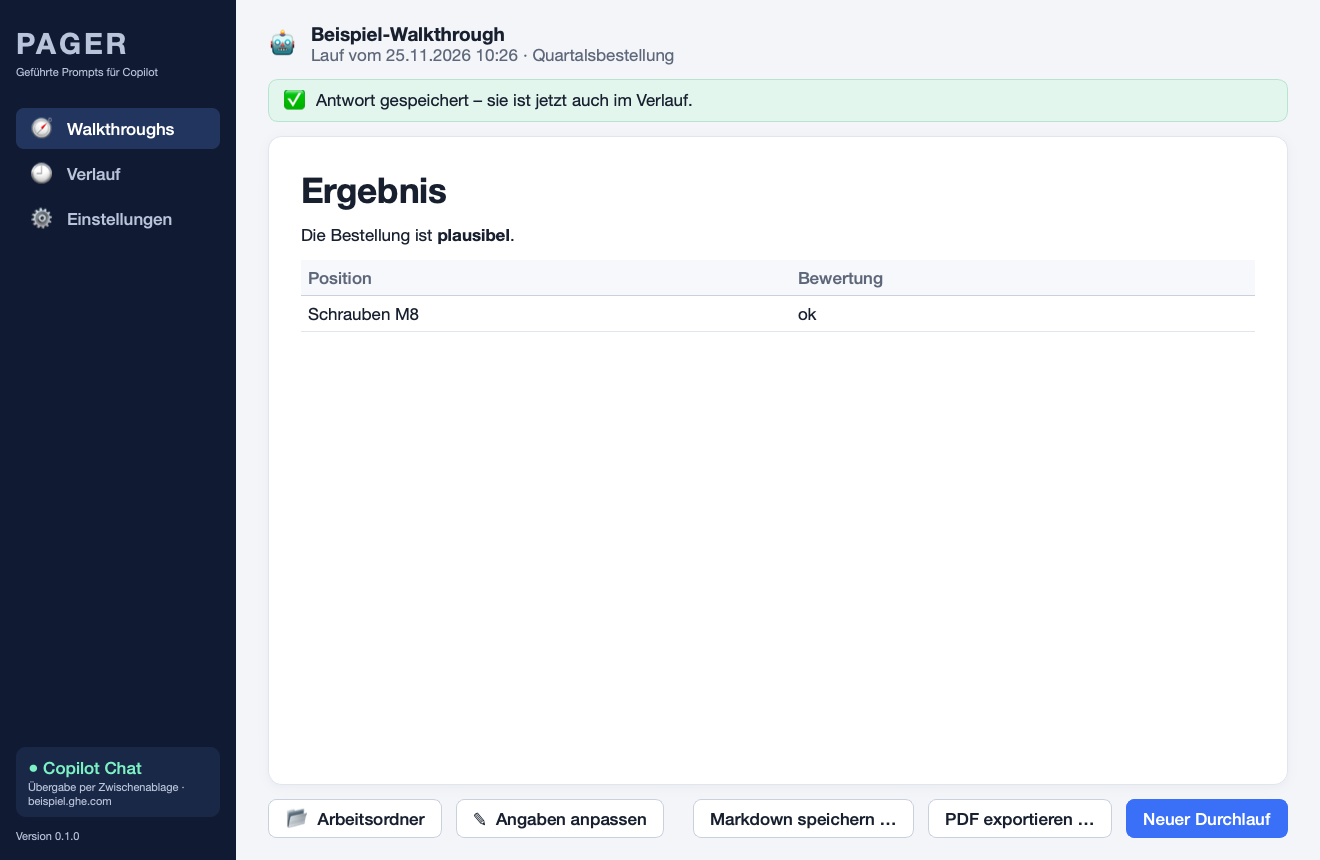 PAGER
Geführte Prompts für Copilot
Walkthroughs
Verlauf
Einstellungen
Copilot Chat
Übergabe per Zwischenablage ·
beispiel.ghe.com
Version 0.1.0
Beispiel-Walkthrough
Lauf vom 25.11.2026 10:26 · Quartalsbestellung
Antwort gespeichert – sie ist jetzt auch im Verlauf.
Ergebnis
Die Bestellung ist plausibel.
Position Bewertung
Schrauben M8 ok
Arbeitsordner Angaben anpassen Markdown speichern … PDF exportieren … Neuer Durchlauf